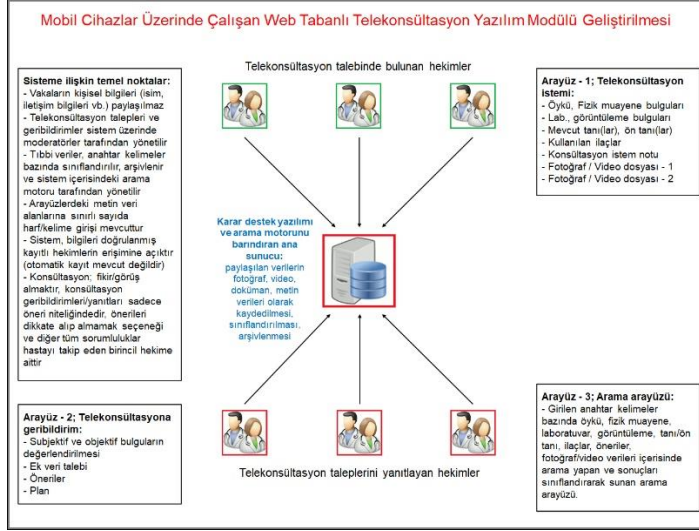 Mobil Cihazlar Üzerinde Çalışan Web Tabanlı Telekonsültasyon Yazılım Modülü Geliştirilmesi
Telekonsültasyon talebinde bulunan hekimler
Sisteme ilişkin temel noktalar:
- Vakaların kişisel bilgileri (isim,
iletişim bilgileri vb.) paylaşılmaz
- Telekonsültasyon talepleri ve
geribildirimler sistem üzerinde
moderatörler tarafından yönetilir
- Tıbbi veriler, anahtar kelimeler
bazında sınıflandırılır, arşivlenir
ve sistem içerisindeki arama
motoru tarafından yönetilir
- Arayüzlerdeki metin veri
alanlarına sınırlı sayıda
harf/kelime girişi mevcuttur
- Sistem, bilgileri doğrulanmış
kayıtlı hekimlerin erişimine açıktır
(otomatik kayıt mevcut değildir)
- Konsültasyon; fikir/görüş
almaktır, konsültasyon
geribildirimleri/yanıtları sadece
öneri niteliğindedir, önerileri
dikkate alıp almamak seçeneği
ve diğer tüm sorumluluklar
hastayı takip eden birincil hekime
aittir
Arayüz - 1; Telekonsültasyon
istemi:
- Öykü, Fizik muayene bulguları
- Lab., görüntüleme bulguları
- Mevcut tanı(lar), ön tanı(lar)
- Kullanılan ilaçlar
- Konsültasyon istem notu
- Fotoğraf / Video dosyası - 1
- Fotoğraf / Video dosyası - 2
Karar destek yazılımı
ve arama motorunu
barındıran ana
sunucu:
paylaşılan verilerin
fotoğraf, video,
doküman, metin
verileri olarak
kaydedilmesi,
sınıflandırılması,
arşivlenmesi
Arayüz - 2; Telekonsültasyona
geribildirim:
- Subjektif ve objektif bulguların
değerlendirilmesi
- Ek veri talebi
- Öneriler
- Plan
Arayüz - 3; Arama arayüzü:
- Girilen anahtar kelimeler
bazında öykü, fizik muayene,
laboratuvar, görüntüleme, tanı/ön
tanı, ilaçlar, öneriler,
fotoğraf/video verileri içerisinde
arama yapan ve sonuçları
sınıflandırarak sunan arama
arayüzü.
Telekonsültasyon taleplerini yanıtlayan hekimler